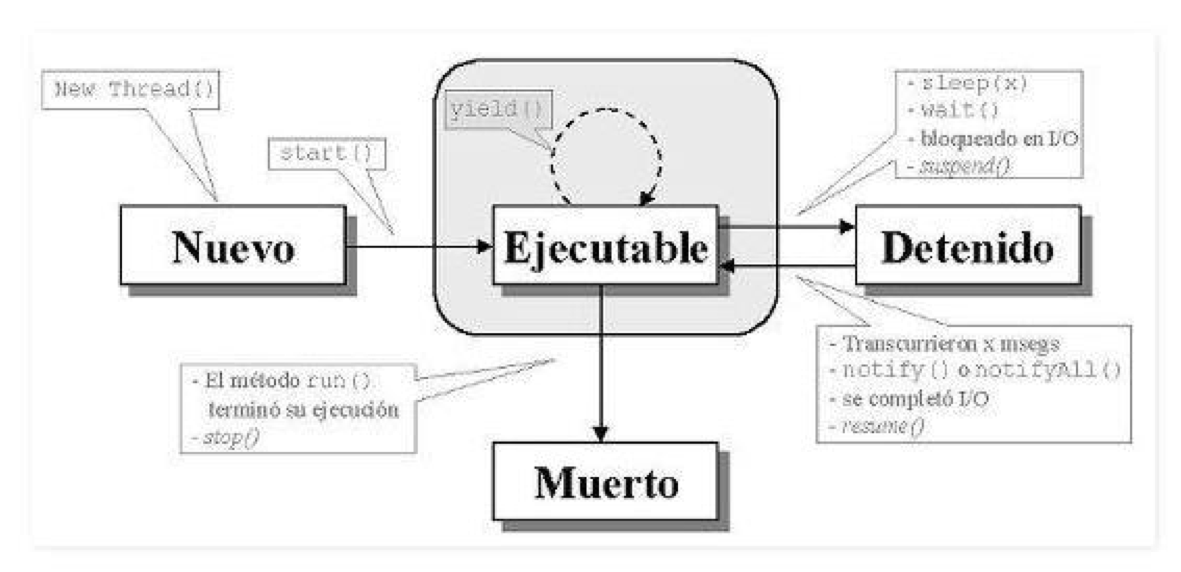 New Thread()
start()
yield()
- sleep(x)
- wait()
- bloqueado en I/O
- suspend()
Nuevo
Ejecutable
Detenido
- Transcurrieron x msegs
- notify() o notifyAll()
- se completó I/O
- resume()
- El método run()
terminó su ejecución
- stop()
Muerto